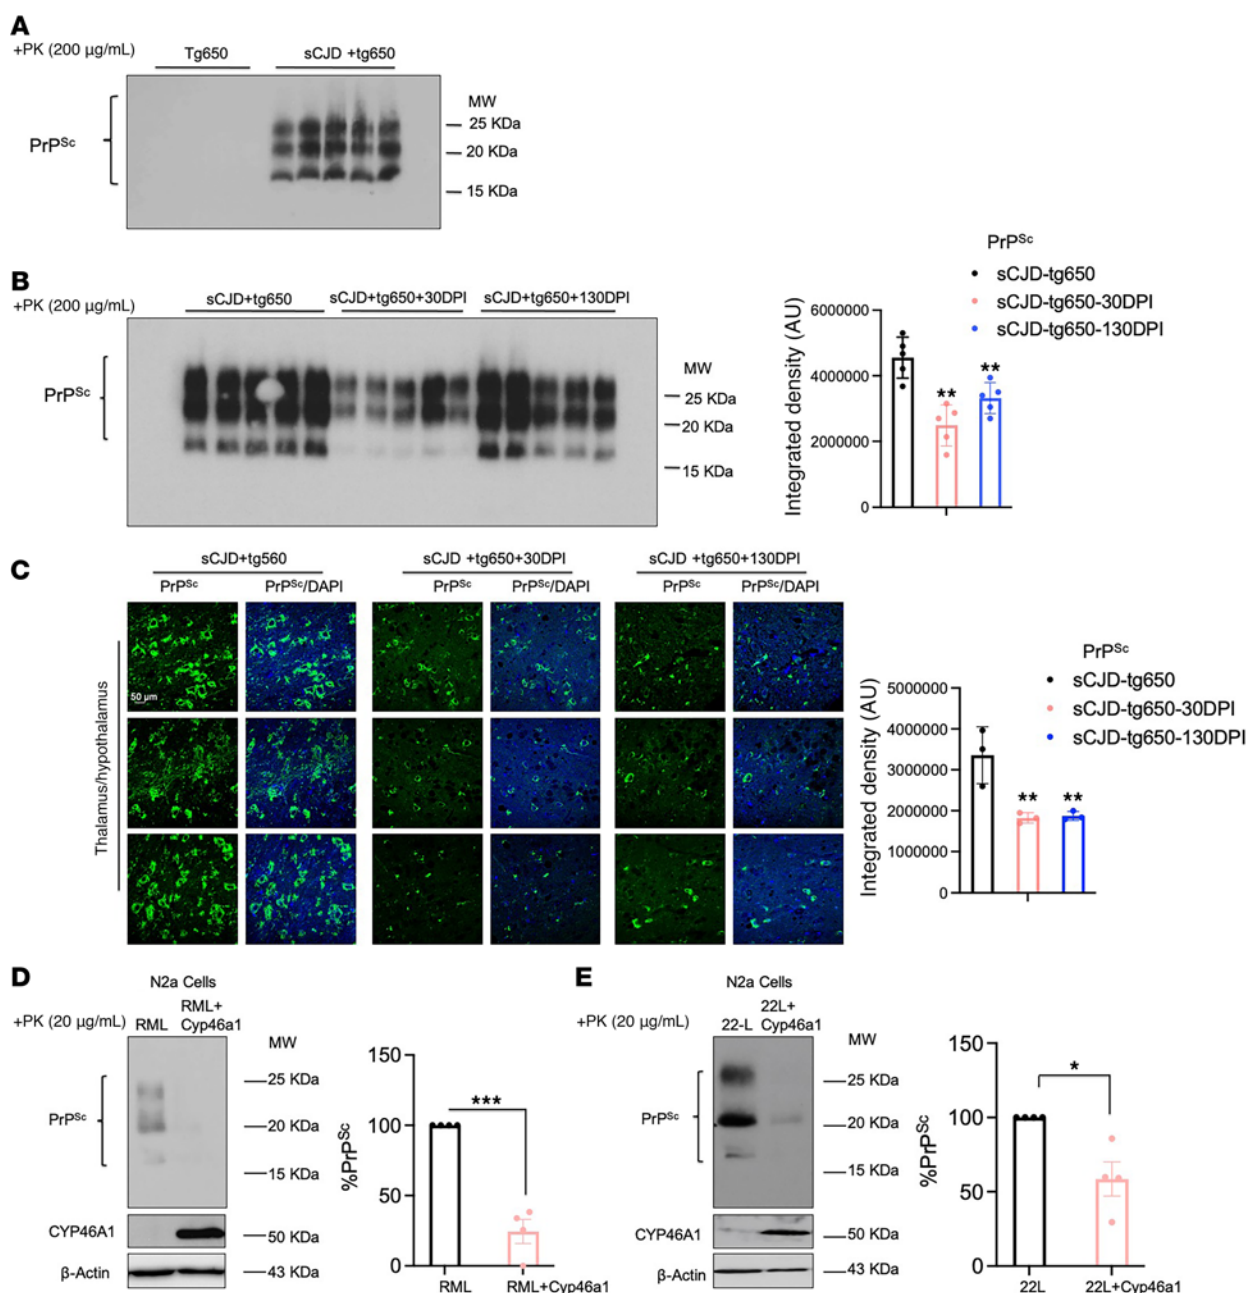 A
+PK (200 µg/mL)
Tg650
sCJD +tg650
PrPSc
MW
25 KDa
20 KDa
15 KDa
B
+PK (200 µg/mL)
sCJD+tg650
sCJD+tg650+30DPI
sCJD+tg650+130DPI
PrPSc
MW
25 KDa
20 KDa
15 KDa
PrPSc
sCJD-tg650
sCJD-tg650-30DPI
sCJD-tg650-130DPI
Integrated density (AU)
6000000
4000000
2000000
0
**
**
C
sCJD+tg560
sCJD +tg650+30DPI
sCJD +tg650+130DPI
PrPSc
PrPSc/DAPI
PrPSc
PrPSc/DAPI
PrPSc
PrPSc/DAPI
50 µm
Thalamus/hypothalamus
PrPSc
sCJD-tg650
sCJD-tg650-30DPI
sCJD-tg650-130DPI
Integrated density (AU)
5000000
4000000
3000000
2000000
1000000
0
**
**
D
N2a Cells
+PK (20 µg/mL)
RML
RML+
Cyp46a1
MW
PrPSc
25 KDa
20 KDa
15 KDa
CYP46A1
50 KDa
β-Actin
43 KDa
%PrPSc
150
100
50
0
***
RML
RML+Cyp46a1
E
N2a Cells
+PK (20 µg/mL)
22-L
22L+
Cyp46a1
MW
PrPSc
25 KDa
20 KDa
15 KDa
CYP46A1
50 KDa
β-Actin
43 KDa
%PrPSc
150
100
50
0
*
22L
22L+Cyp46a1